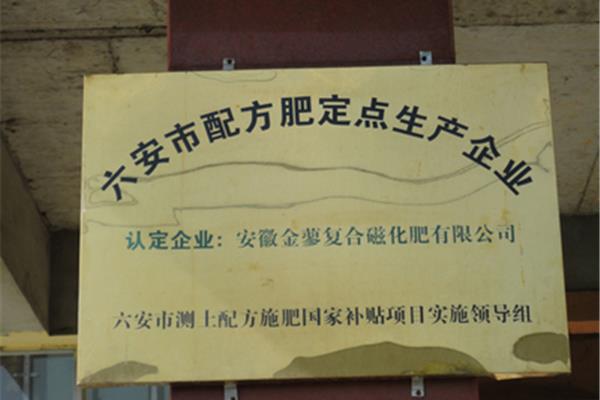 六安市配方肥定点生产企业
认定企业：安徽金蓼复合磁化肥有限公司
六安市测土配方施肥国家补贴项目实施领导组